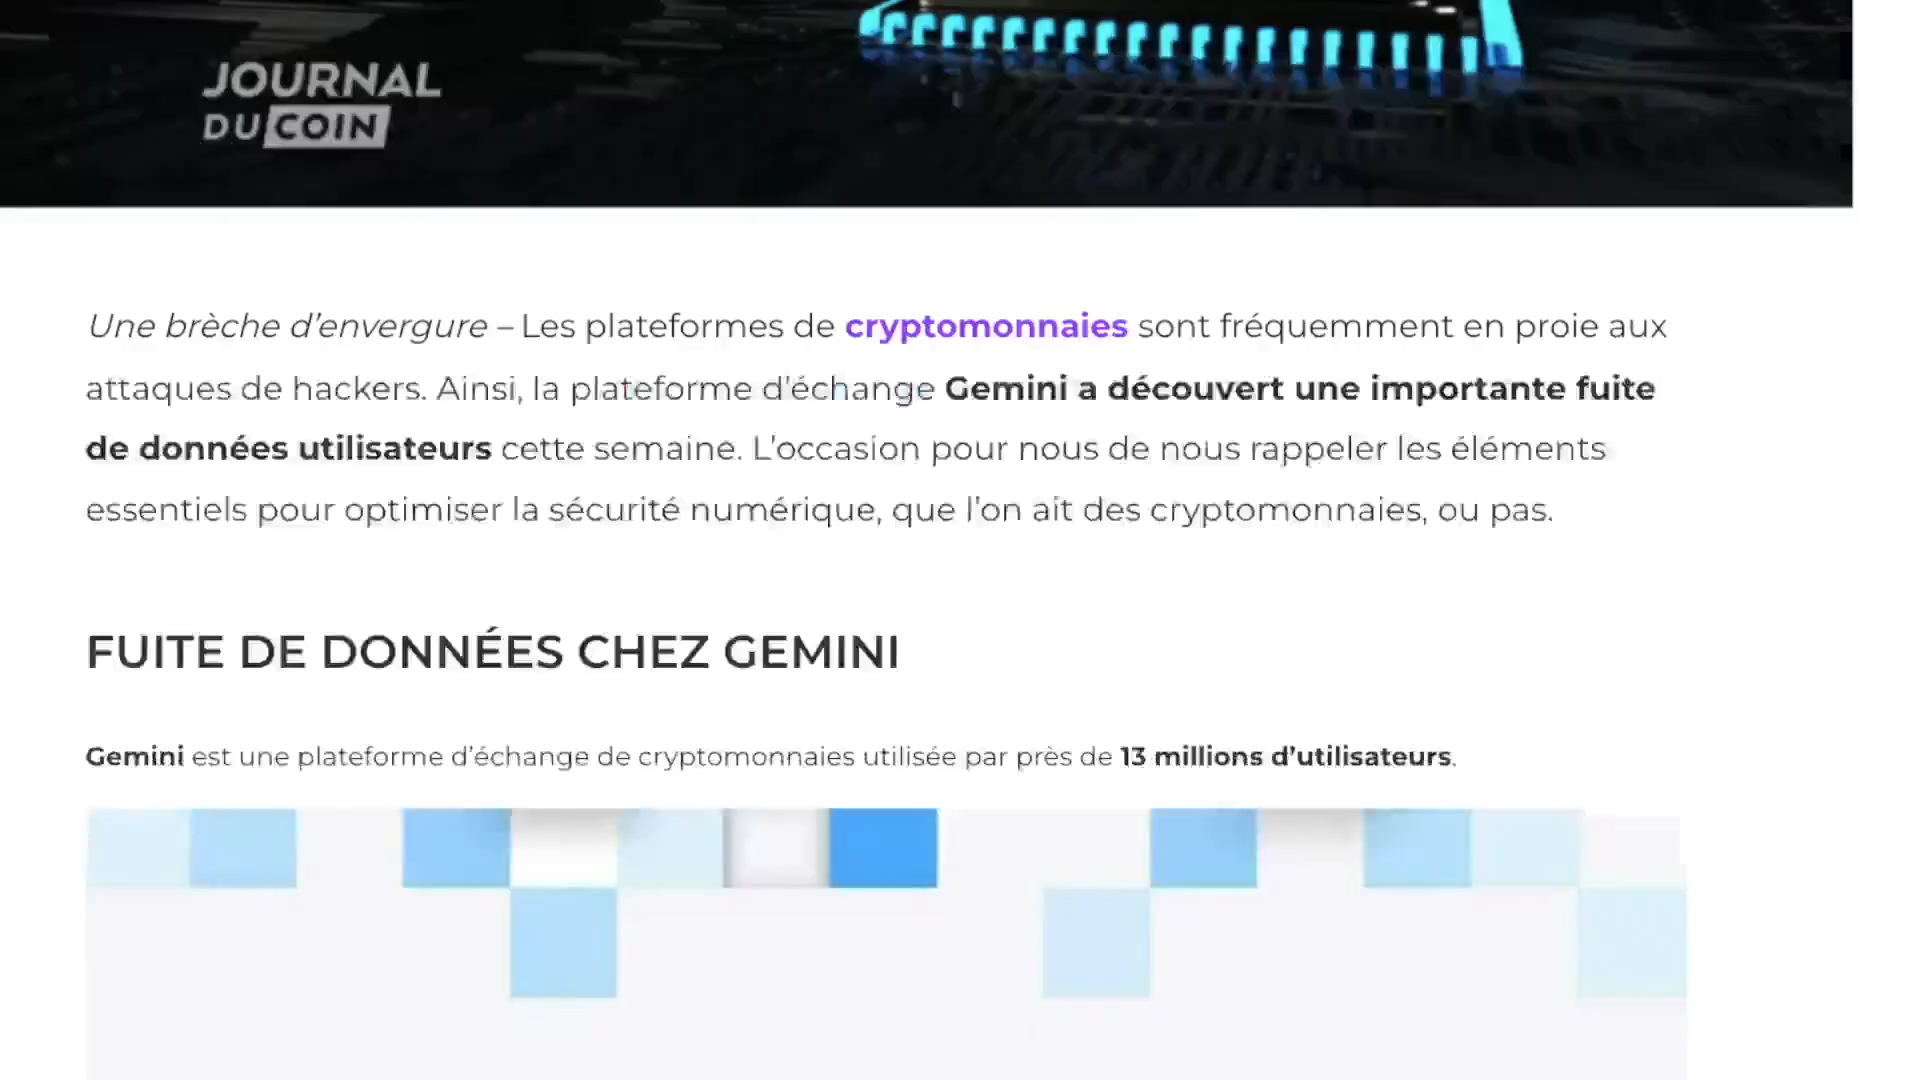 JOURNAL
DU COIN
Une brèche d’envergure – Les plateformes de cryptomonnaies sont fréquemment en proie aux
attaques de hackers. Ainsi, la plateforme d’échange Gemini a découvert une importante fuite
de données utilisateurs cette semaine. L’occasion pour nous de nous rappeler les éléments
essentiels pour optimiser la sécurité numérique, que l’on ait des cryptomonnaies, ou pas.
FUITE DE DONNÉES CHEZ GEMINI
Gemini est une plateforme d’échange de cryptomonnaies utilisée par près de 13 millions d’utilisateurs.